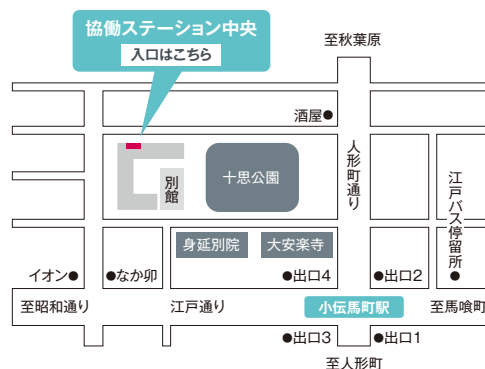 協働ステーション中央
入口はこちら
至秋葉原
酒屋●
人形町通り
別館
十思公園
江戸バス停留所
身延別院
大安楽寺
イオン●
●なか卯
●出口4
●出口2
至昭和通り
江戸通り
小伝馬町駅
至馬喰町
●出口3
●出口1
至人形町